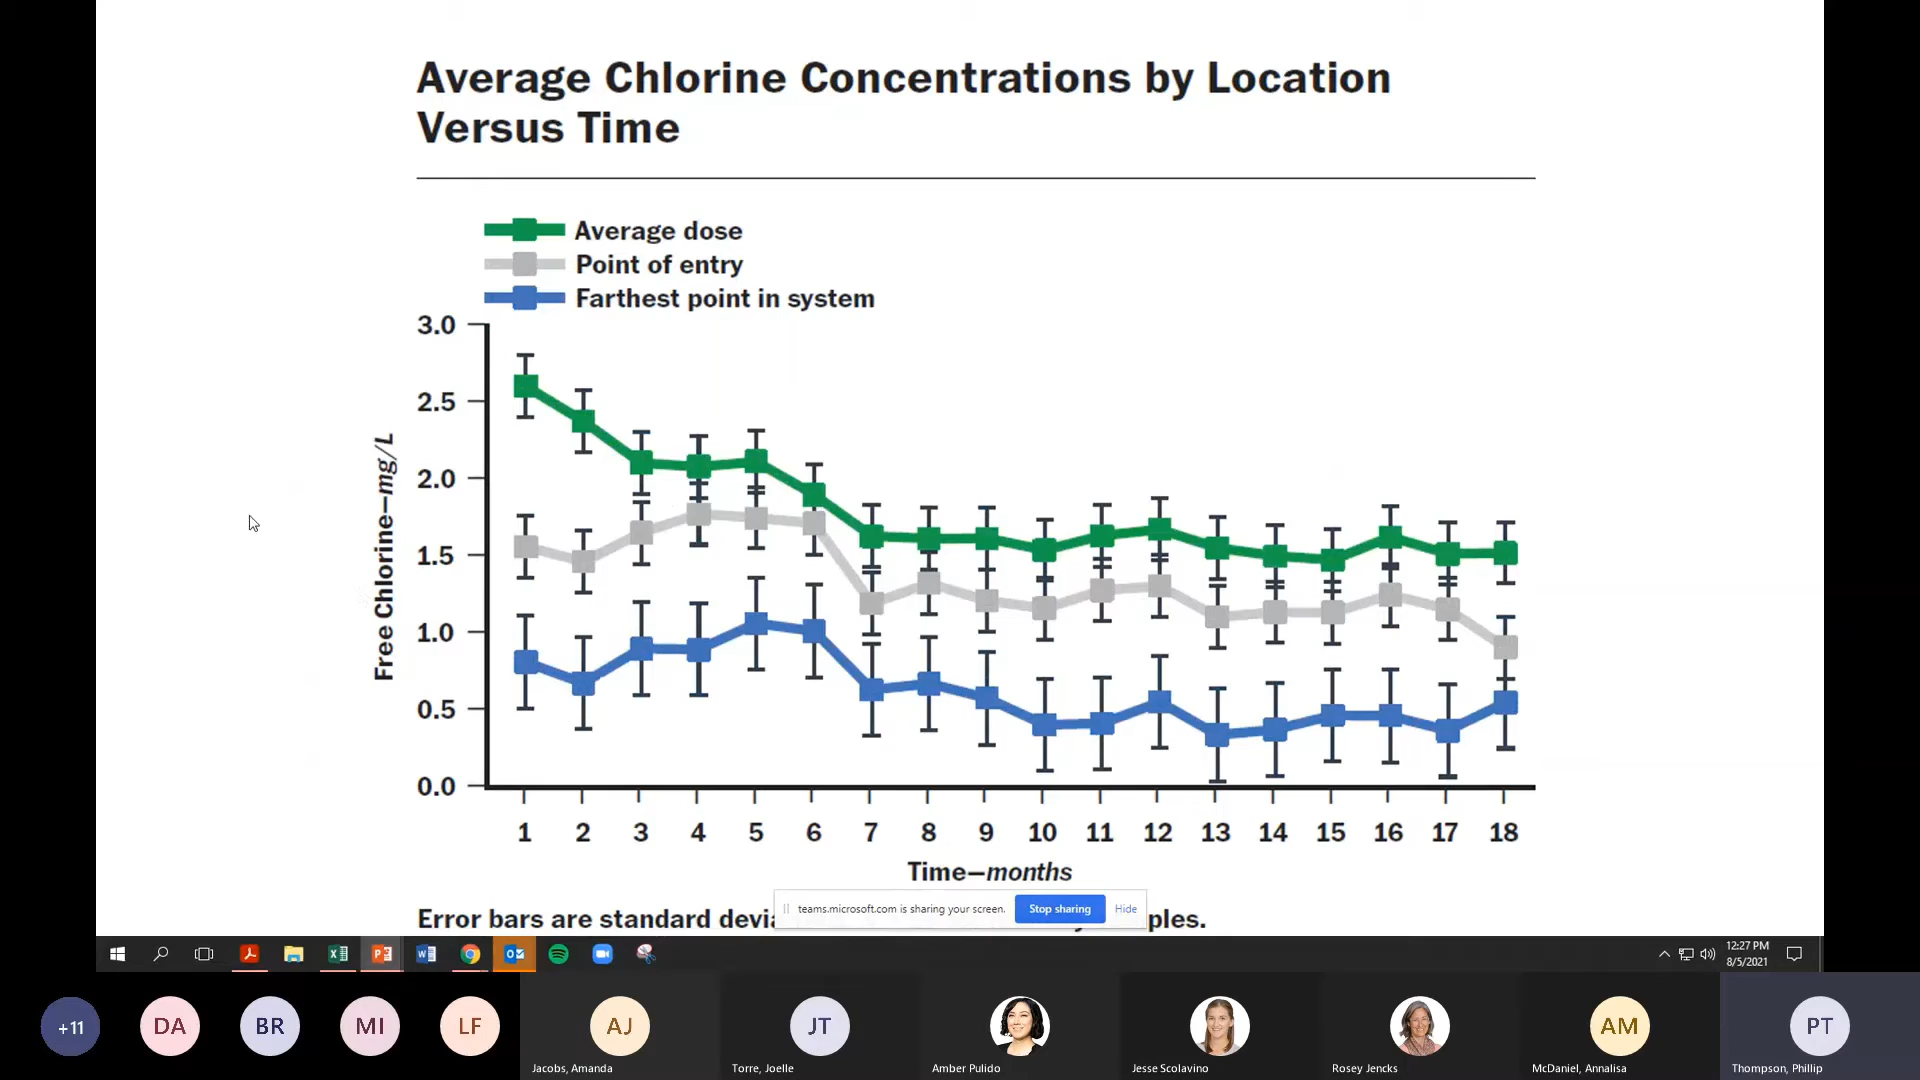 Average Chlorine Concentrations by Location
Versus Time
Average dose
Point of entry
Farthest point in system
3.0
2.5
2.0
1.5
1.0
0.5
0.0
Free Chlorine—mg/L
1 2 3 4 5 6 7 8 9 10 11 12 13 14 15 16 17 18
Time—months
teams.microsoft.com is sharing your screen. Stop sharing Hide
Error bars are standard
12:27 PM
8/5/2021
+11 DA BR MI LF AJ JT AM PT
Jacobs, Amanda Torre, Joelle Amber Pulido Jesse Scolavino Rosey Jencks McDaniel, Annalisa Thompson, Phillip